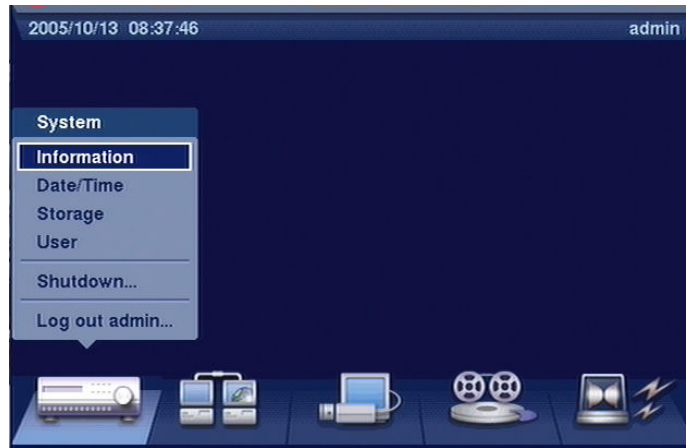 2005/10/13 08:37:46 admin
System
Information
Date/Time
Storage
User
Shutdown...
Log out admin...